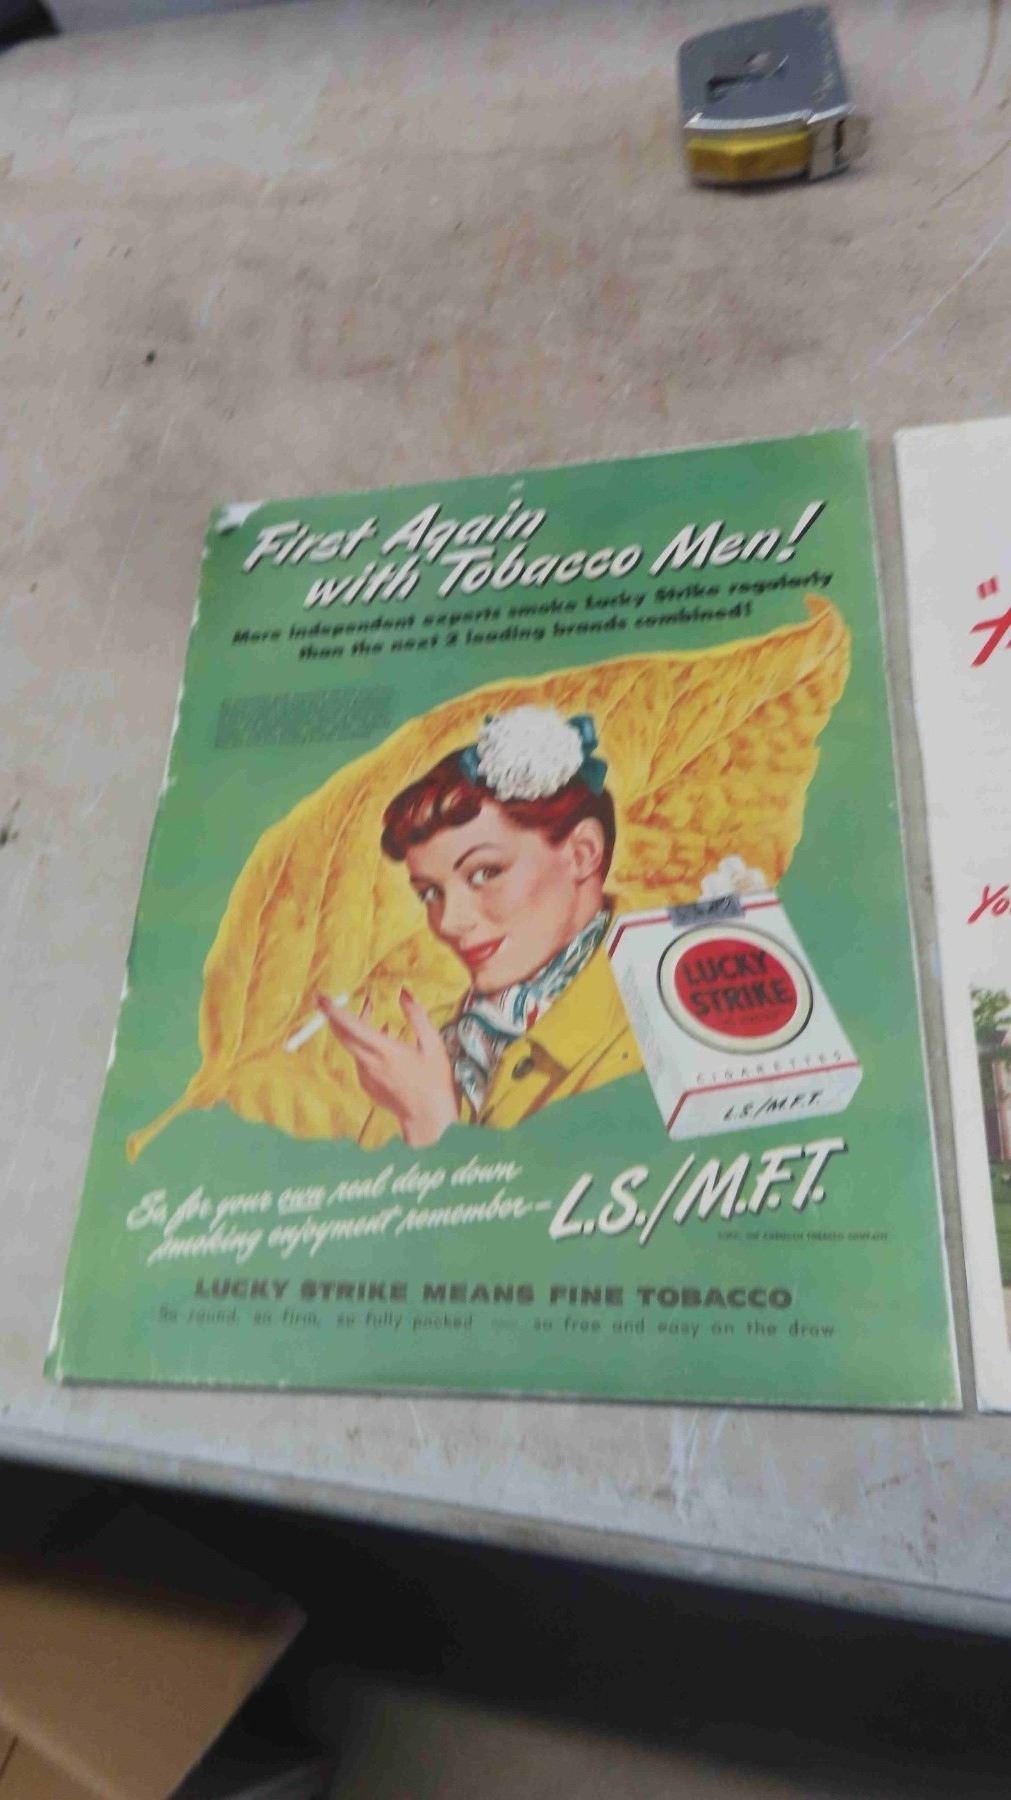 First Again
with Tobacco Men!
More independent experts smoke Lucky Strike regularly
than the next 2 leading brands combined!
LUCKY
STRIKE
CIGARETTES
L.S./M.F.T.
So, for your own real deep down
smoking enjoyment remember—
L.S./M.F.T.
LUCKY STRIKE MEANS FINE TOBACCO
So round, so firm, so fully packed so free and easy on the draw
"
Yo